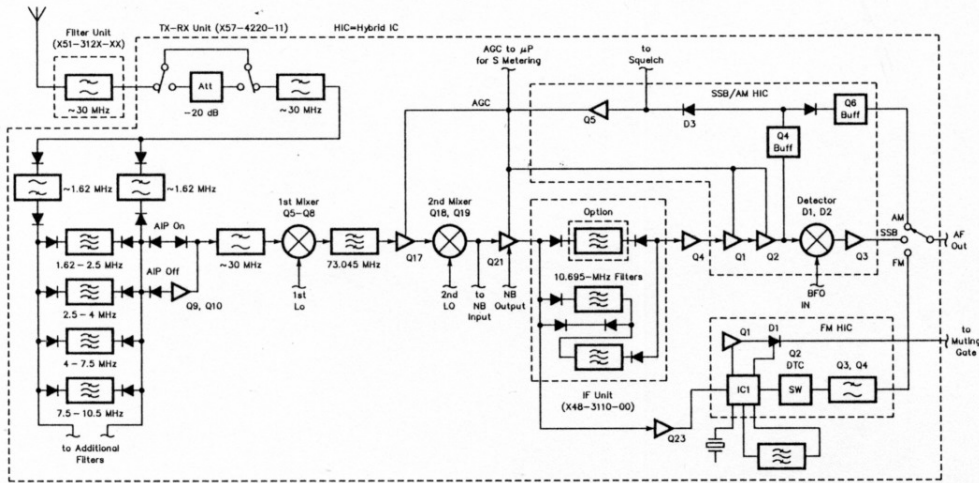 Filter Unit
(X51-312X-XX)
TX-RX Unit (X57-4220-11)
HIC=Hybrid IC
~30 MHz
Att
-20 dB
~30 MHz
AGC to µP
for S Metering
to
Squelch
AGC
SSB/AM HIC
Q5
D3
Q6
Buff
Q4
Buff
~1.62 MHz
~1.62 MHz
1st Mixer
Q5-Q8
2nd Mixer
Q18, Q19
Option
Detector
D1, D2
AM
SSB
FM
AF
Out
AIP On
1.62-2.5 MHz
~30 MHz
73.045 MHz
Q17
Q21
Q4
Q1
Q2
Q3
AIP Off
Q9, Q10
1st
Lo
2nd
LO
to
NB
Input
NB
Output
10.695-MHz Filters
BFO
IN
2.5-4 MHz
4-7.5 MHz
7.5-10.5 MHz
to Additional
Filters
IF Unit
(X48-3110-00)
Q23
Q1
D1
FM HIC
to
Muting
Gate
Q2
DTC
Q3, Q4
IC1
SW